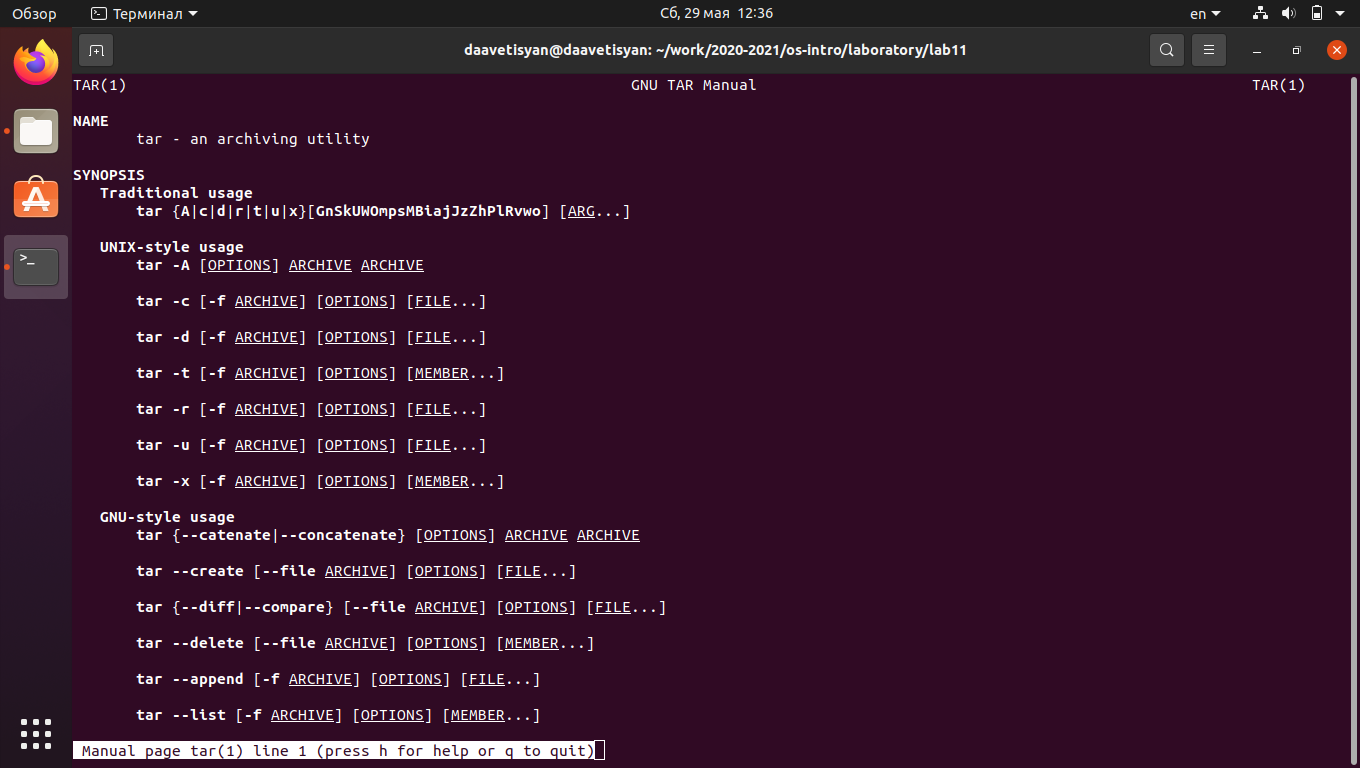 Обзор Терминал Сб, 29 мая 12:36 en
daavetisyan@daavetisyan: ~/work/2020-2021/os-intro/laboratory/lab11
TAR(1) GNU TAR Manual TAR(1)
NAME
tar - an archiving utility
SYNOPSIS
Traditional usage
tar {A|c|d|r|t|u|x}[GnSkUWOmpsMBiajJzZhPlRvwo] [ARG...]
UNIX-style usage
tar -A [OPTIONS] ARCHIVE ARCHIVE
tar -c [-f ARCHIVE] [OPTIONS] [FILE...]
tar -d [-f ARCHIVE] [OPTIONS] [FILE...]
tar -t [-f ARCHIVE] [OPTIONS] [MEMBER...]
tar -r [-f ARCHIVE] [OPTIONS] [FILE...]
tar -u [-f ARCHIVE] [OPTIONS] [FILE...]
tar -x [-f ARCHIVE] [OPTIONS] [MEMBER...]
GNU-style usage
tar {--catenate|--concatenate} [OPTIONS] ARCHIVE ARCHIVE
tar --create [--file ARCHIVE] [OPTIONS] [FILE...]
tar {--diff|--compare} [--file ARCHIVE] [OPTIONS] [FILE...]
tar --delete [--file ARCHIVE] [OPTIONS] [MEMBER...]
tar --append [-f ARCHIVE] [OPTIONS] [FILE...]
tar --list [-f ARCHIVE] [OPTIONS] [MEMBER...]
Manual page tar(1) line 1 (press h for help or q to quit)